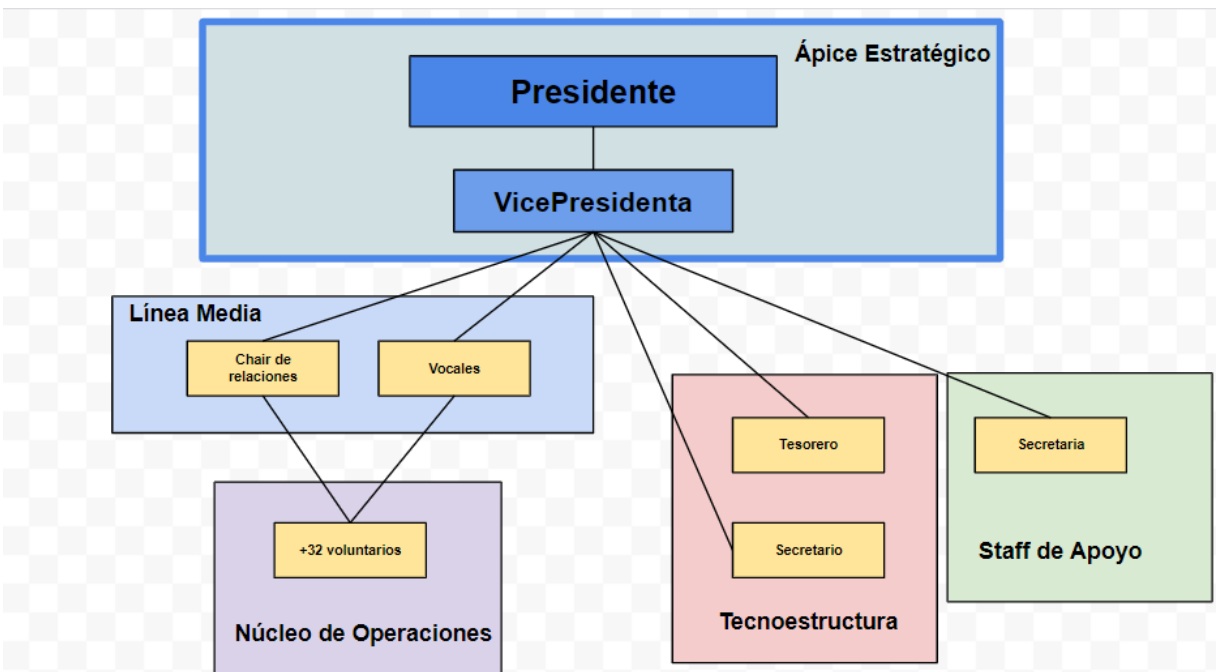 Ápice Estratégico
Presidente
VicePresidenta
Línea Media
Chair de
relaciones
Vocales
Tesorero
Secretaria
+32 voluntarios
Secretario
Staff de Apoyo
Tecnoestructura
Núcleo de Operaciones